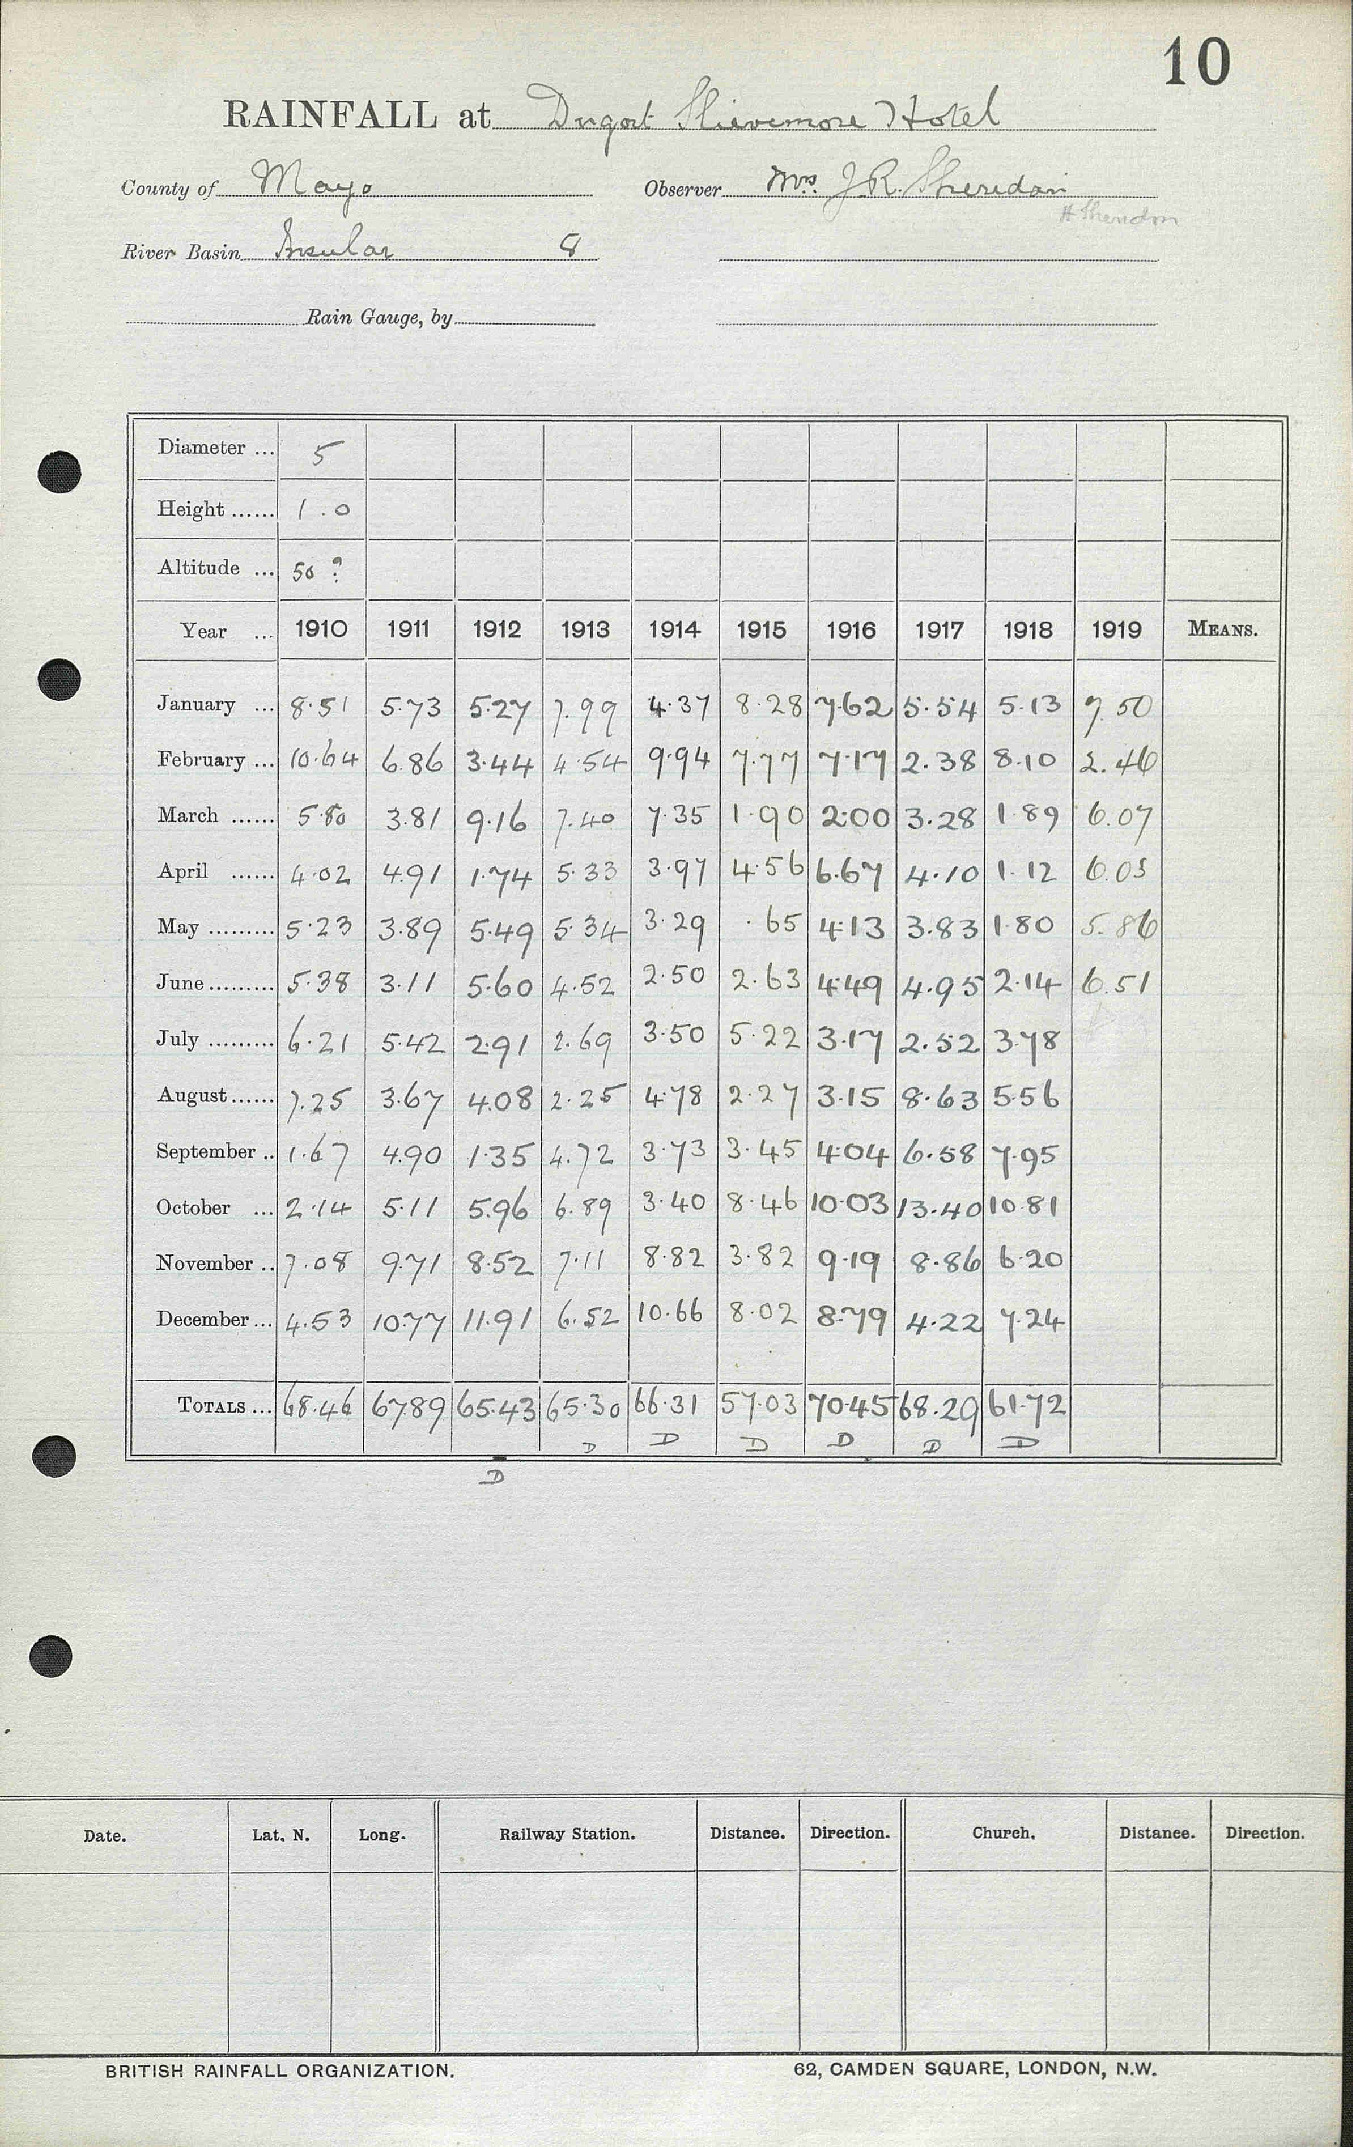 10
RAINFALL at Dugort Slievemore Hotel
County of Mayo Observer Mrs. J R. Sheridan
H Sheridan
River Basin Insular 8
Rain Gauge, by
Diameter ... 5
Height ...... 1.0
Altitude ... 50 ?
Year ... 1910 1911 1912 1913 1914 1915 1916 1917 1918 1919 MEANS.
January ... 8.51 5.73 5.27 7.99 4.37 8.28 7.62 5.54 5.13 7.50
February ... 10.64 6.86 3.44 4.54 9.94 7.77 7.17 2.38 8.10 2.46
March ...... 5.80 3.81 9.16 7.40 7.35 1.90 2.00 3.28 1.89 6.07
April ...... 4.02 4.91 1.74 5.33 3.97 4.56 6.67 4.10 1.12 6.03
May ......... 5.23 3.89 5.49 5.34 3.29 .65 4.13 3.83 1.80 5.86
June ......... 5.38 3.11 5.60 4.52 2.50 2.63 4.49 4.95 2.14 6.51
July ......... 6.21 5.42 2.91 2.69 3.50 5.22 3.17 2.52 3.78
August ...... 7.25 3.67 4.08 2.25 4.78 2.27 3.15 8.63 5.56
September .. 1.67 4.90 1.35 4.72 3.73 3.45 4.04 6.58 7.95
October ... 2.14 5.11 5.96 6.89 3.40 8.46 10.03 13.40 10.81
November .. 7.08 9.71 8.52 7.11 8.82 3.82 9.19 8.86 6.20
December ... 4.53 10.77 11.91 6.52 10.66 8.02 8.79 4.22 7.24
TOTALS ... 68.46 67.89 65.43 65.30 66.31 57.03 70.45 68.29 61.72
D D D D D D
D
Date. Lat. N. Long. Railway Station. Distance. Direction. Church. Distance. Direction.
BRITISH RAINFALL ORGANIZATION. 62, CAMDEN SQUARE, LONDON, N.W.